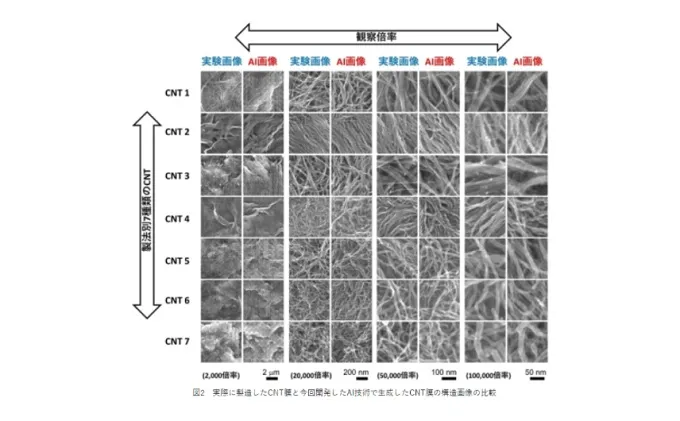 観察倍率
実験画像 AI画像 実験画像 AI画像 実験画像 AI画像 実験画像 AI画像
製法別7種類のCNT
CNT 1
CNT 2
CNT 3
CNT 4
CNT 5
CNT 6
CNT 7
(2,000倍率) 2 μm (20,000倍率) 200 nm (50,000倍率) 100 nm (100,000倍率) 50 nm
図2 実際に製造したCNT膜と今回開発したAI技術で生成したCNT膜の構造画像の比較